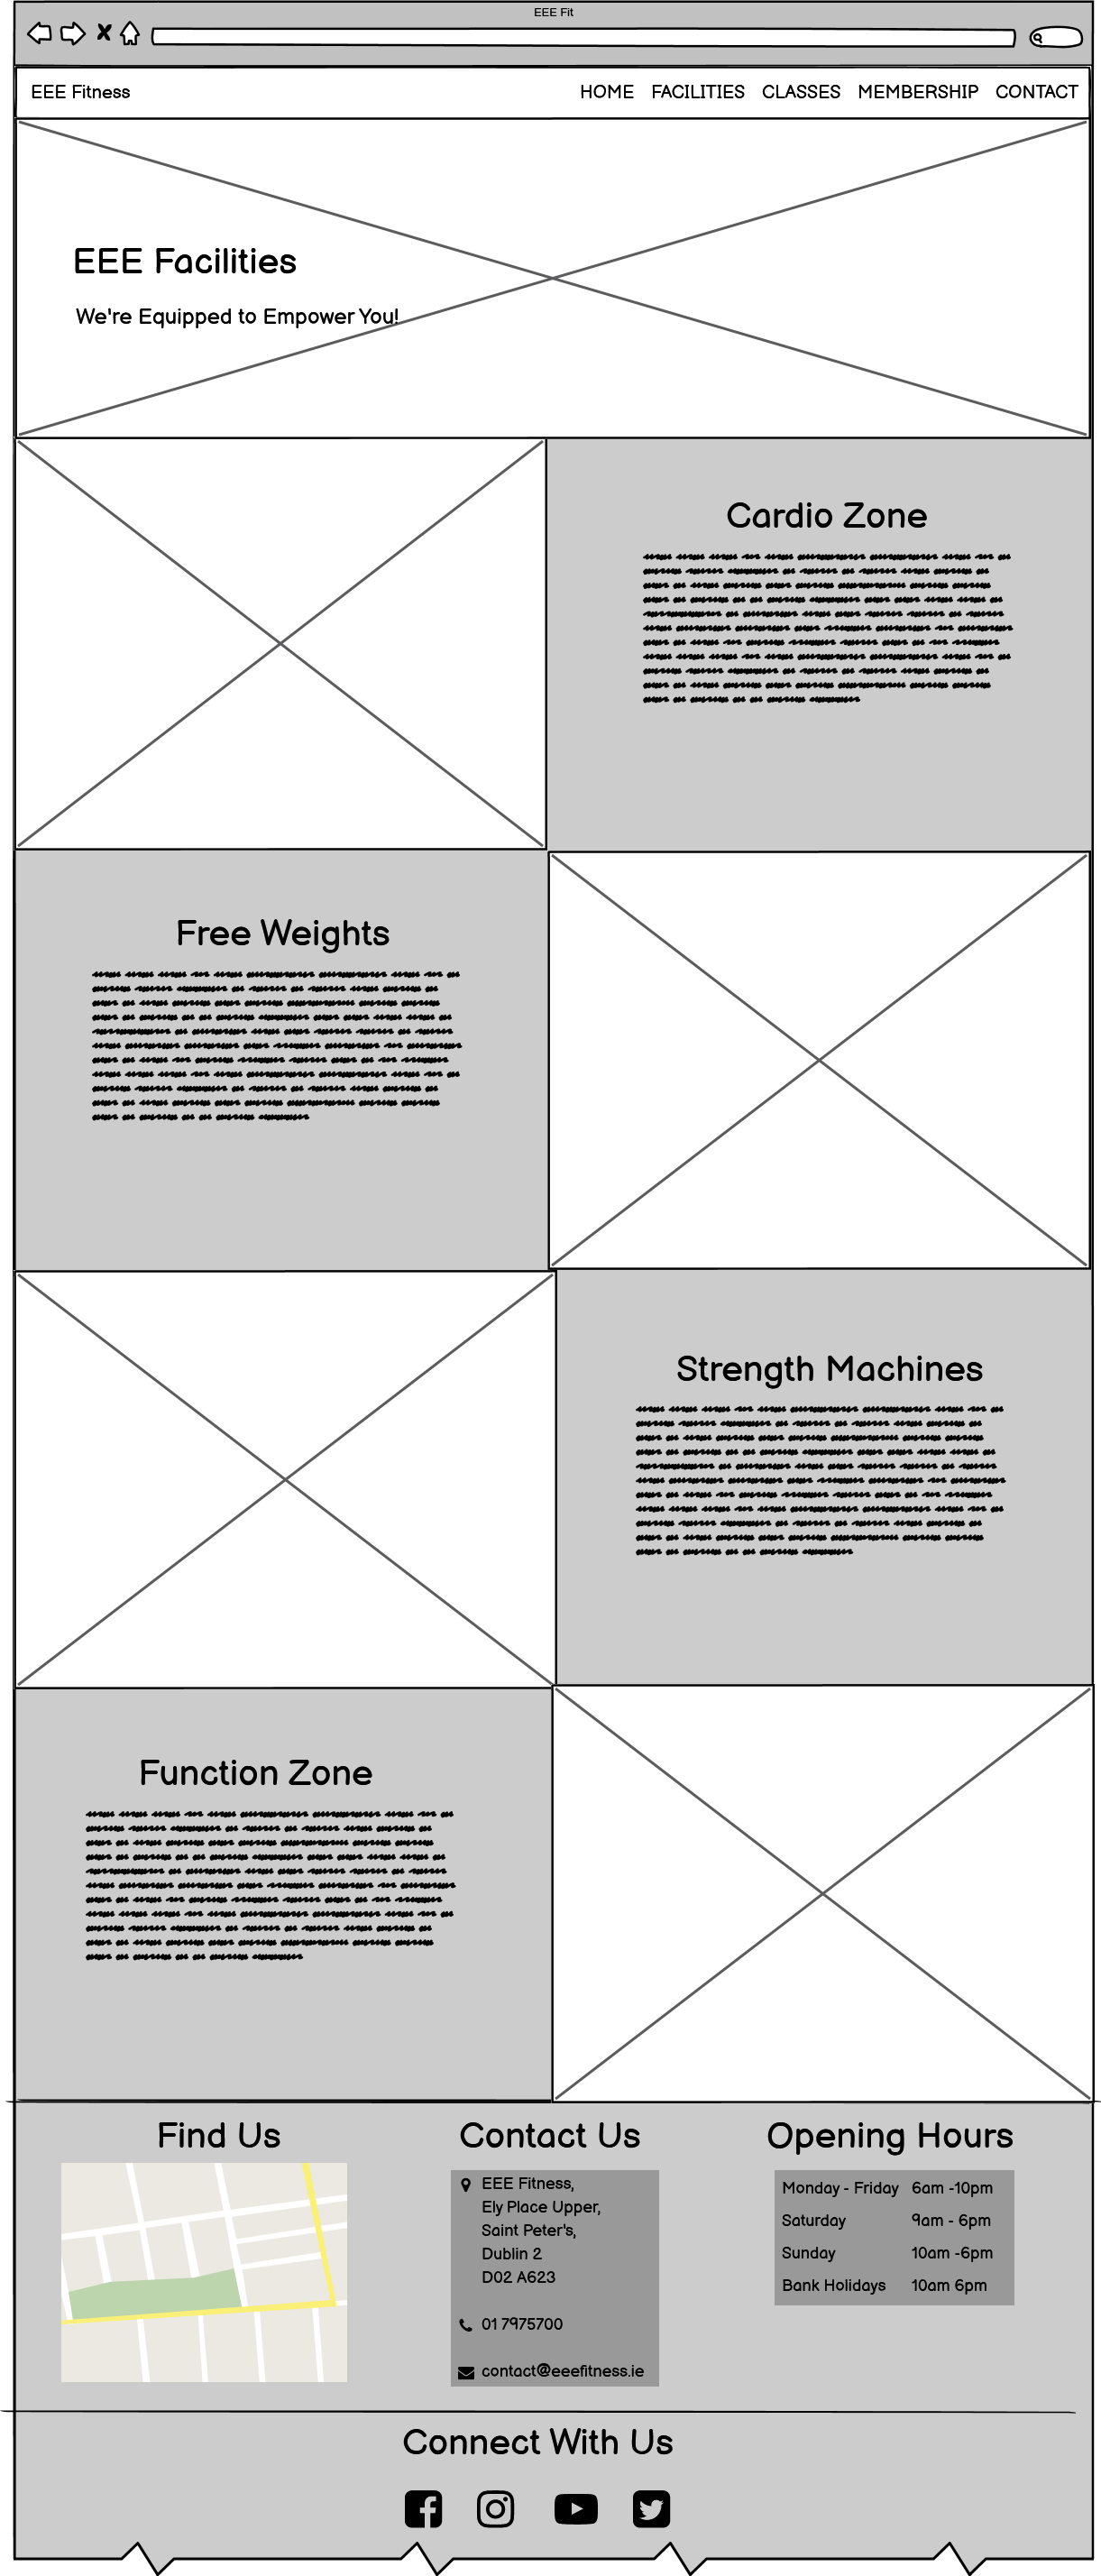 EEE Fit
EEE Fitness
HOME FACILITIES CLASSES MEMBERSHIP CONTACT
EEE Facilities
We're Equipped to Empower You!
Cardio Zone
Free Weights
Strength Machines
Function Zone
Find Us
Contact Us
EEE Fitness,
Ely Place Upper,
Saint Peter's,
Dublin 2
D02 A623
01 7975700
contact@eeefitness.ie
Opening Hours
Monday - Friday 6am -10pm
Saturday 9am - 6pm
Sunday 10am -6pm
Bank Holidays 10am 6pm
Connect With Us